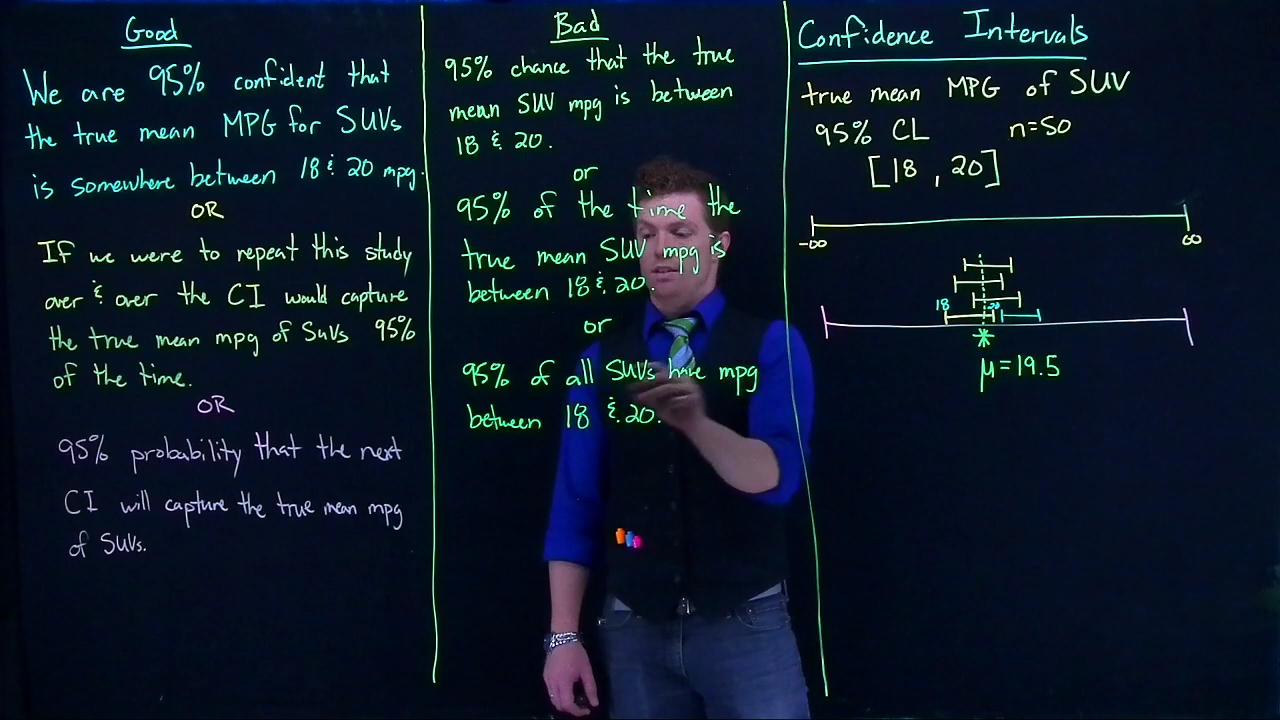 Good
We are 95% confident that
the true mean MPG for SUVs
is somewhere between 18 & 20 mpg.
OR
If we were to repeat this study
over & over the CI would capture
the true mean mpg of SUVs 95%
of the time.
OR
95% probability that the next
CI will capture the true mean mpg
of SUVs.
Bad
95% chance that the true
mean SUV mpg is between
18 & 20.
or
95% of the time the
true mean SUV mpg is
between 18 & 20.
or
95% of all SUVs have mpg
between 18 & 20.
Confidence Intervals
true mean MPG of SUV
95% CL n=50
[18, 20]
-∞ ∞
18 20
μ=19.5